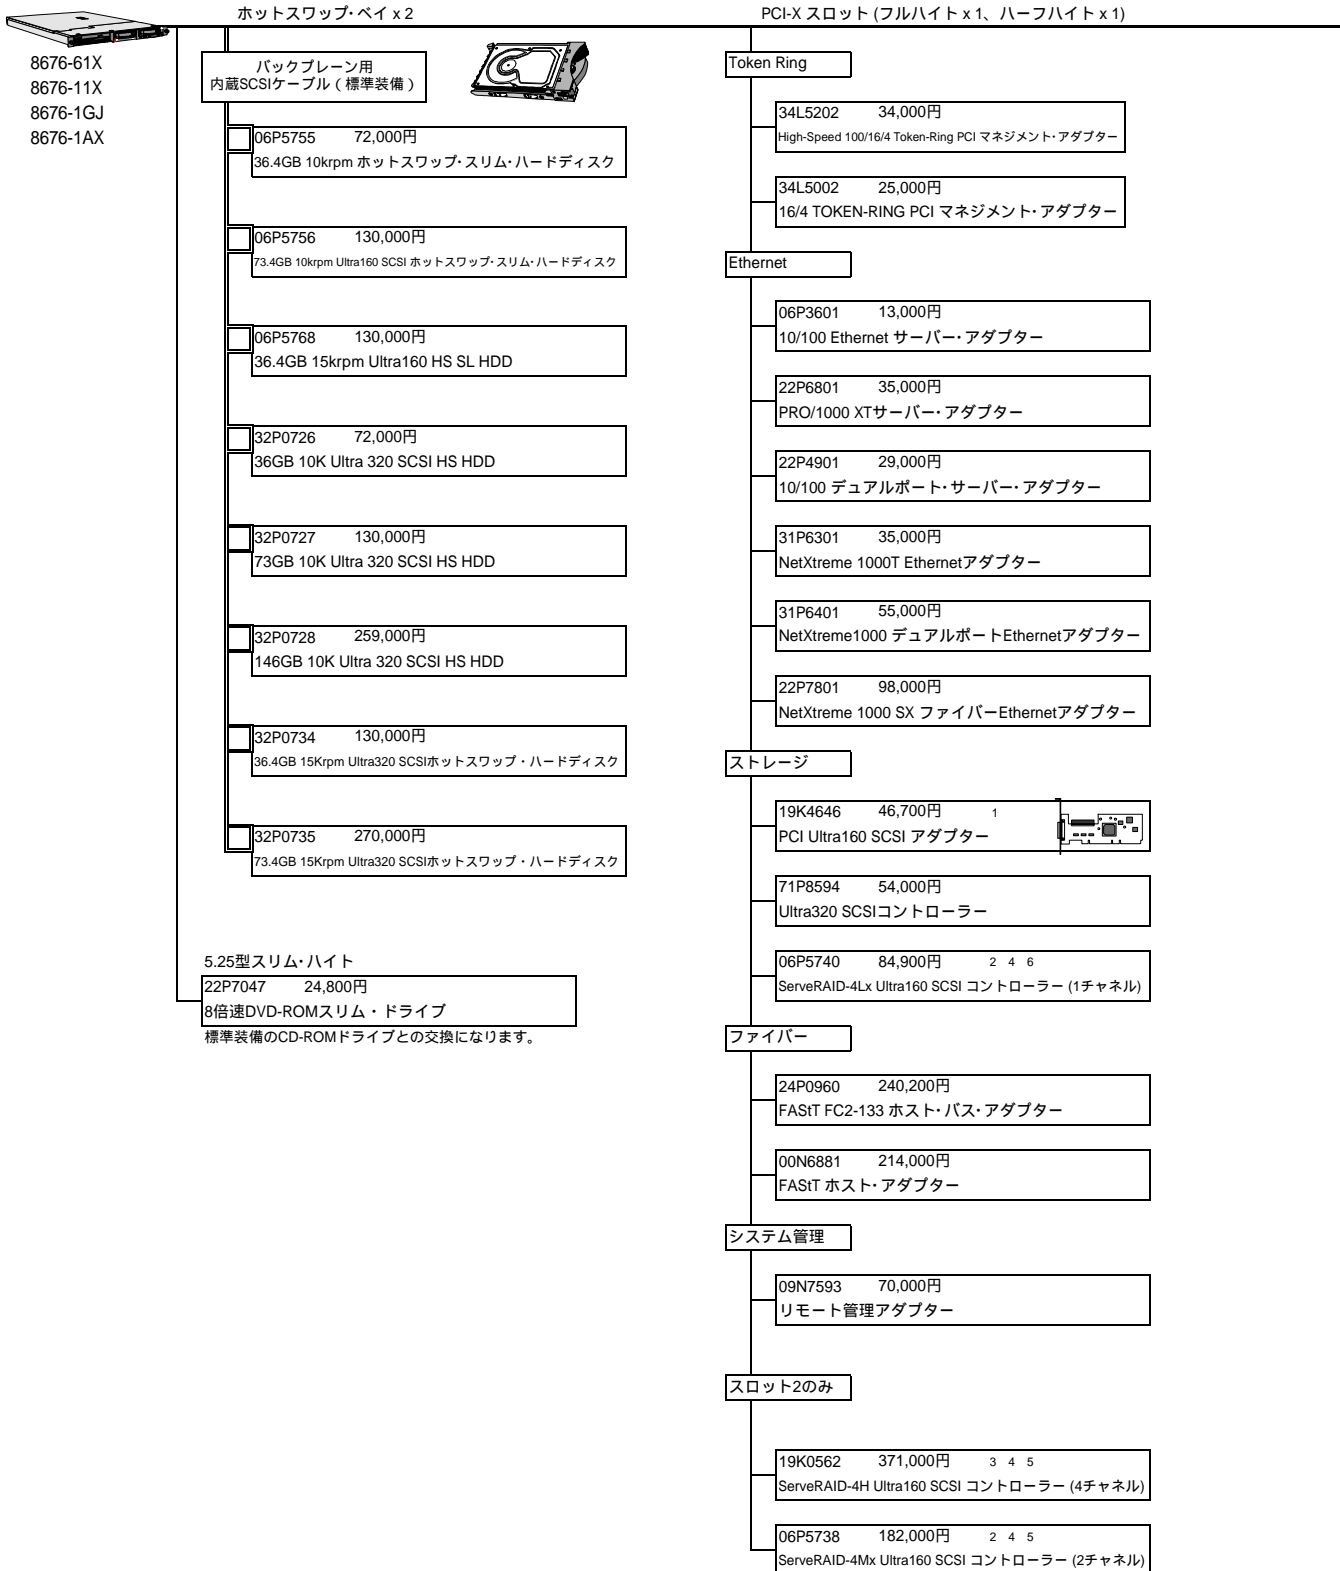 ホットスワップ・ベイ x 2
PCI-X スロット (フルハイト x 1、ハーフハイト x 1)
8676-61X
8676-11X
8676-1GJ
8676-1AX
バックプレーン用
内蔵SCSIケーブル ( 標準装備 )
06P5755 72,000円
36.4GB 10krpm ホットスワップ・スリム・ハードディスク
06P5756 130,000円
73.4GB 10krpm Ultra160 SCSI ホットスワップ・スリム・ハードディスク
06P5768 130,000円
36.4GB 15krpm Ultra160 HS SL HDD
32P0726 72,000円
36GB 10K Ultra 320 SCSI HS HDD
32P0727 130,000円
73GB 10K Ultra 320 SCSI HS HDD
32P0728 259,000円
146GB 10K Ultra 320 SCSI HS HDD
32P0734 130,000円
36.4GB 15Krpm Ultra320 SCSIホットスワップ・ハードディスク
32P0735 270,000円
73.4GB 15Krpm Ultra320 SCSIホットスワップ・ハードディスク
5.25型スリム・ハイト
22P7047 24,800円
8倍速DVD-ROMスリム・ドライブ
標準装備のCD-ROMドライブとの交換になります。
Token Ring
34L5202 34,000円
High-Speed 100/16/4 Token-Ring PCI マネジメント・アダプター
34L5002 25,000円
16/4 TOKEN-RING PCI マネジメント・アダプター
Ethernet
06P3601 13,000円
10/100 Ethernet サーバー・アダプター
22P6801 35,000円
PRO/1000 XTサーバー・アダプター
22P4901 29,000円
10/100 デュアルポート・サーバー・アダプター
31P6301 35,000円
NetXtreme 1000T Ethernetアダプター
31P6401 55,000円
NetXtreme1000 デュアルポートEthernetアダプター
22P7801 98,000円
NetXtreme 1000 SX ファイバーEthernetアダプター
ストレージ
19K4646 46,700円 1
PCI Ultra160 SCSI アダプター
71P8594 54,000円
Ultra320 SCSIコントローラー
06P5740 84,900円 2 4 6
ServeRAID-4Lx Ultra160 SCSI コントローラー (1チャネル)
ファイバー
24P0960 240,200円
FAStT FC2-133 ホスト・バス・アダプター
00N6881 214,000円
FAStT ホスト・アダプター
システム管理
09N7593 70,000円
リモート管理アダプター
スロット2のみ
19K0562 371,000円 3 4 5
ServeRAID-4H Ultra160 SCSI コントローラー (4チャネル)
06P5738 182,000円 2 4 5
ServeRAID-4Mx Ultra160 SCSI コントローラー (2チャネル)